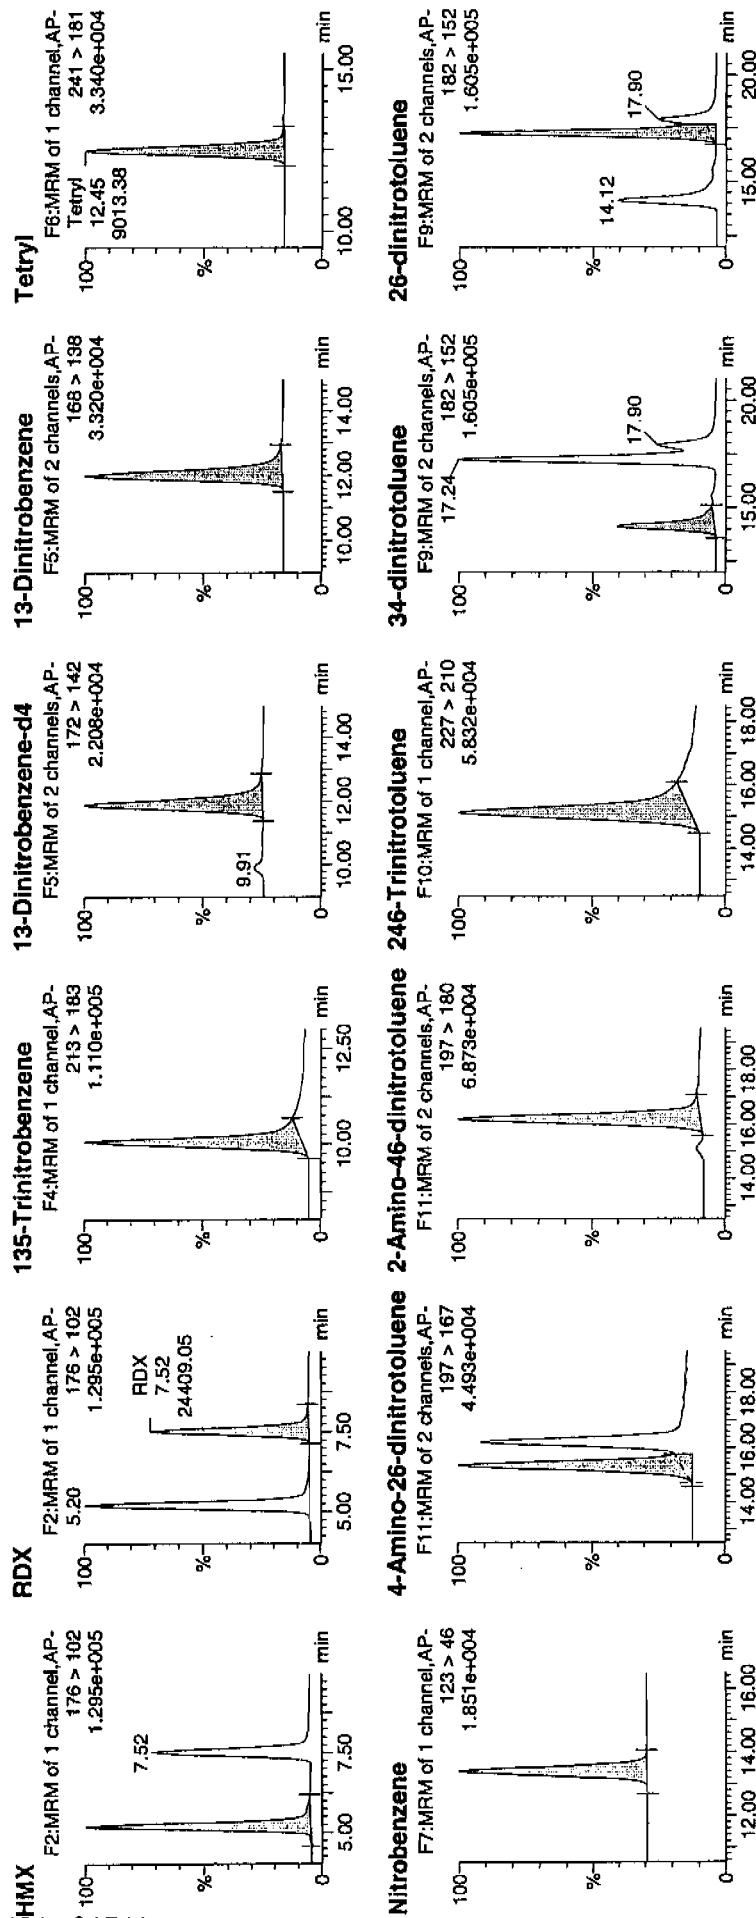 HMX
F2:MRM of 1 channel,AP-
176 > 102
1.295e+005
100
%
0
7.52
5.00
7.50
min
RDX
F2:MRM of 1 channel,AP-
176 > 102
1.295e+005
100
%
0
5.20
RDX
7.52
24409.05
5.00
7.50
min
135-Trinitrobenzene
F4:MRM of 1 channel,AP-
213 > 183
1.110e+005
100
%
0
10.00
12.50
min
13-Dinitrobenzene-d4
F5:MRM of 2 channels,AP-
172 > 142
2.208e+004
100
%
0
9.91
10.00
12.00
14.00
min
13-Dinitrobenzene
F5:MRM of 2 channels,AP-
168 > 138
3.320e+004
100
%
0
10.00
12.00
14.00
min
Tetryl
F6:MRM of 1 channel,AP-
241 > 181
3.340e+004
Tetryl
12.45
9013.38
100
%
0
10.00
15.00
min
Nitrobenzene
F7:MRM of 1 channel,AP-
123 > 46
1.851e+004
100
%
0
12.00
14.00
16.00
min
4-Amino-26-dinitrotoluene
F11:MRM of 2 channels,AP-
197 > 167
4.493e+004
100
%
0
14.00
16.00
18.00
min
2-Amino-46-dinitrotoluene
F11:MRM of 2 channels,AP-
197 > 180
6.873e+004
100
%
0
14.00
16.00
18.00
min
246-Trinitrotoluene
F10:MRM of 1 channel,AP-
227 > 210
5.832e+004
100
%
0
14.00
16.00
18.00
min
34-dinitrotoluene
F9:MRM of 2 channels,AP-
182 > 152
1.605e+005
100
%
0
17.24
17.90
15.00
20.00
min
26-dinitrotoluene
F9:MRM of 2 channels,AP-
182 > 152
1.605e+005
100
%
0
14.12
17.90
15.00
20.00
min